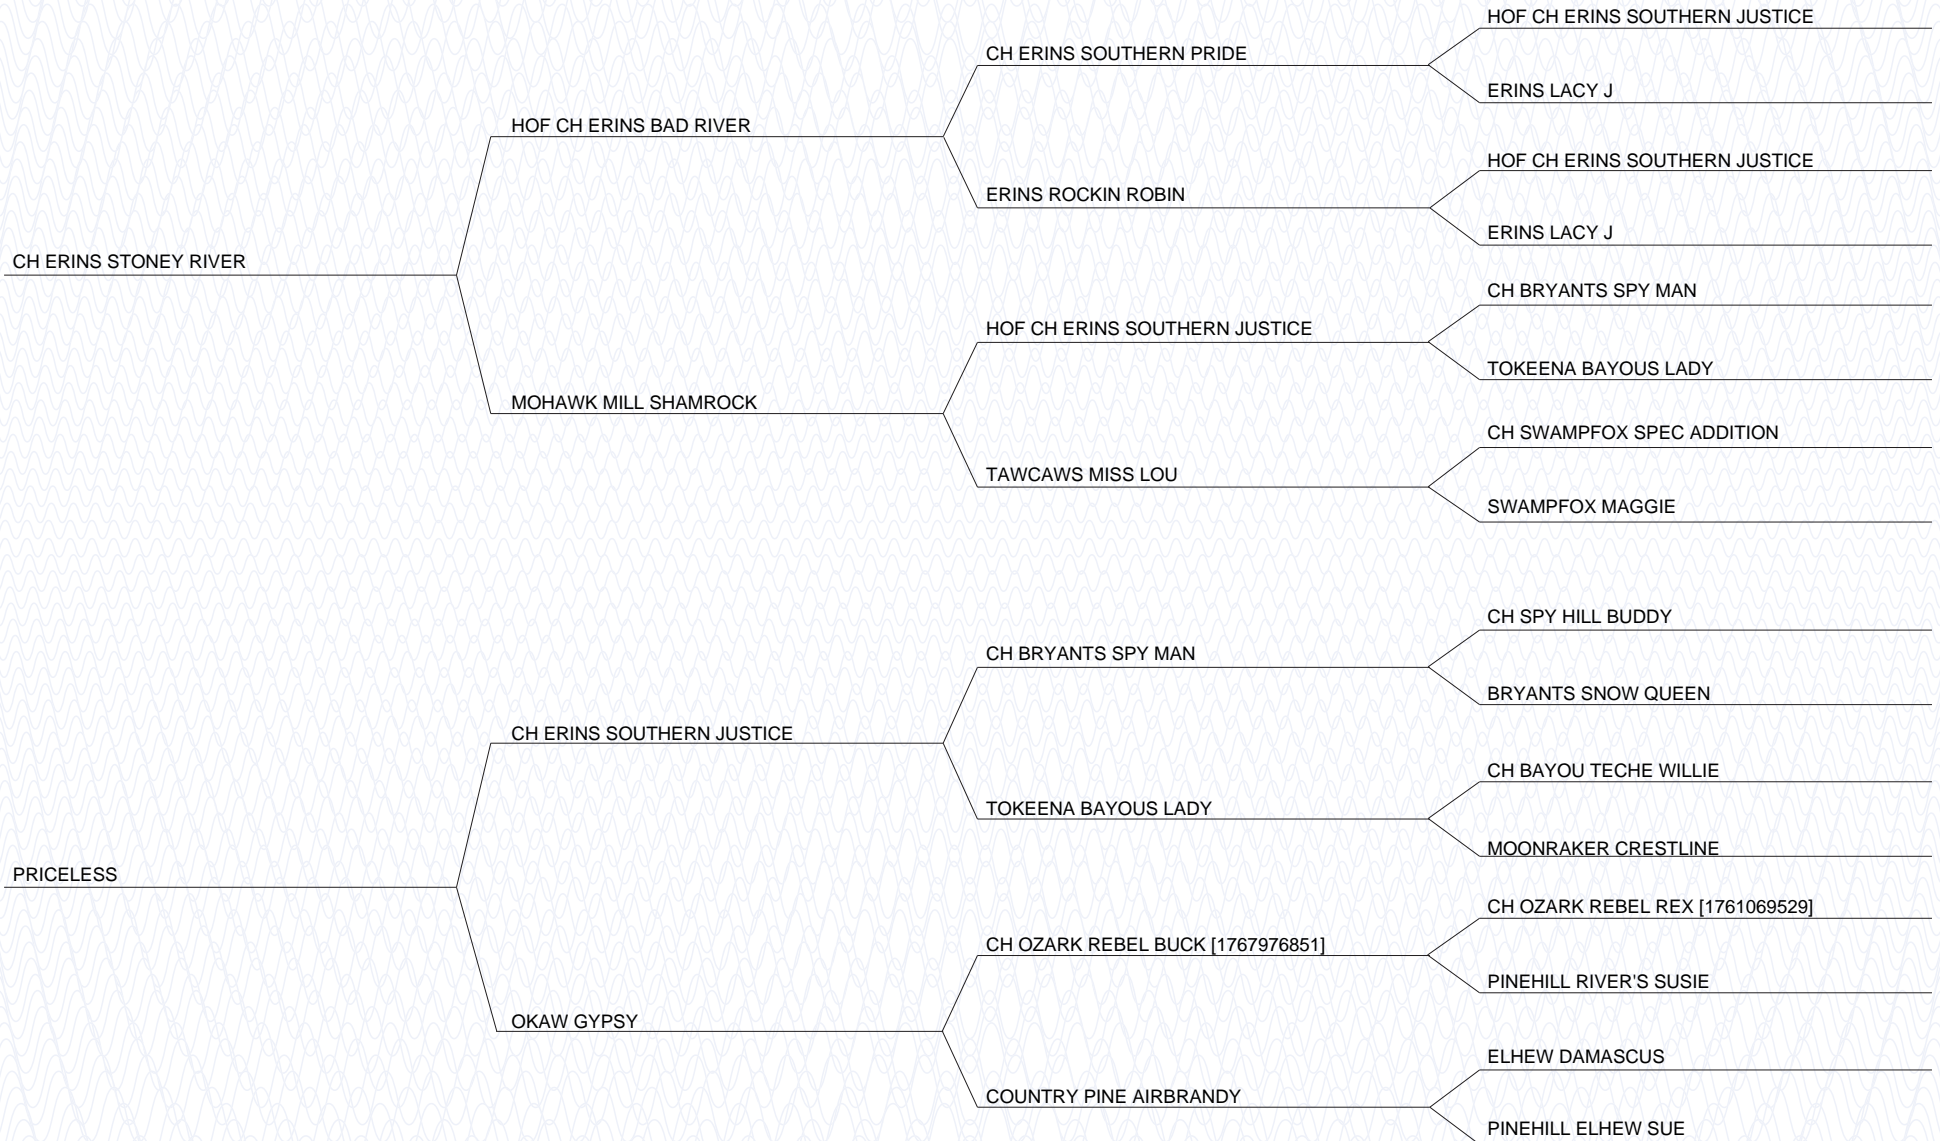 HOF CH ERINS SOUTHERN JUSTICE
CH ERINS SOUTHERN PRIDE
ERINS LACY J
HOF CH ERINS BAD RIVER
HOF CH ERINS SOUTHERN JUSTICE
ERINS ROCKIN ROBIN
ERINS LACY J
CH ERINS STONEY RIVER
CH BRYANTS SPY MAN
HOF CH ERINS SOUTHERN JUSTICE
TOKEENA BAYOUS LADY
MOHAWK MILL SHAMROCK
CH SWAMPFOX SPEC ADDITION
TAWCAWS MISS LOU
SWAMPFOX MAGGIE
CH SPY HILL BUDDY
CH BRYANTS SPY MAN
BRYANTS SNOW QUEEN
CH ERINS SOUTHERN JUSTICE
CH BAYOU TECHE WILLIE
TOKEENA BAYOUS LADY
MOONRAKER CRESTLINE
PRICELESS
CH OZARK REBEL REX [1761069529]
CH OZARK REBEL BUCK [1767976851]
PINEHILL RIVER'S SUSIE
OKAW GYPSY
ELHEW DAMASCUS
COUNTRY PINE AIRBRANDY
PINEHILL ELHEW SUE